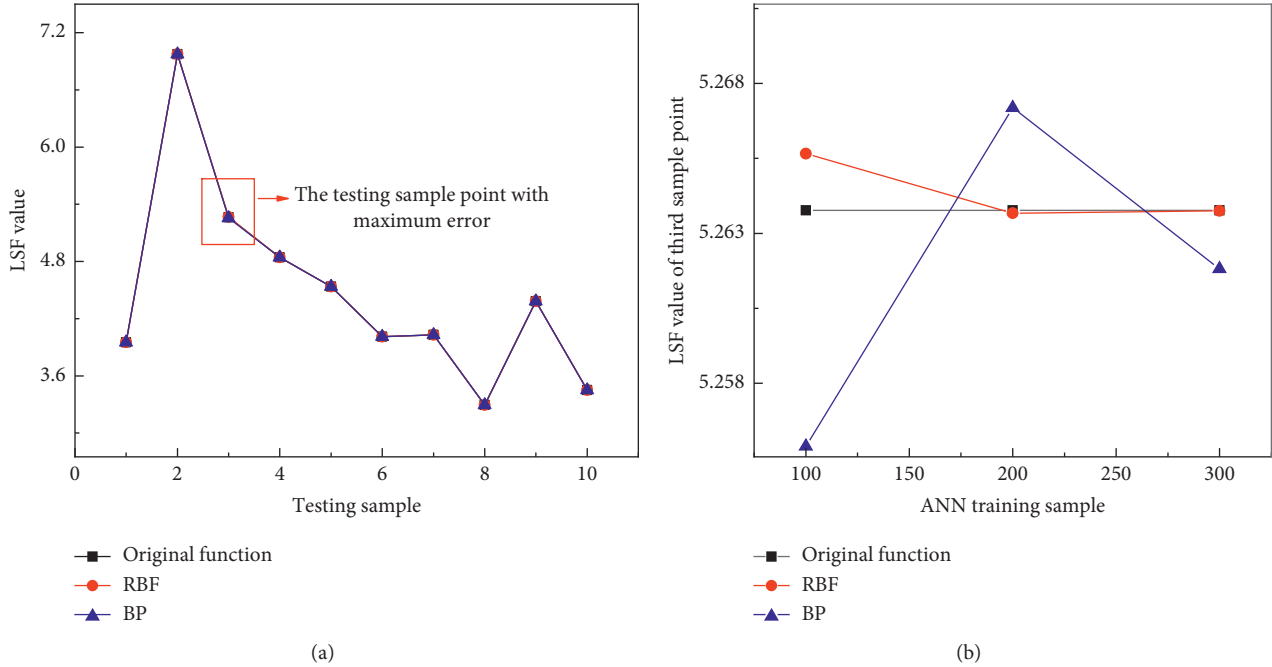 7.2
6.0
4.8
3.6
LSF value
The testing sample point with
maximum error
0
2
4
6
8
10
Testing sample
Original function
RBF
BP
(a)
5.268
5.263
5.258
LSF value of third sample point
100
150
200
250
300
ANN training sample
Original function
RBF
BP
(b)